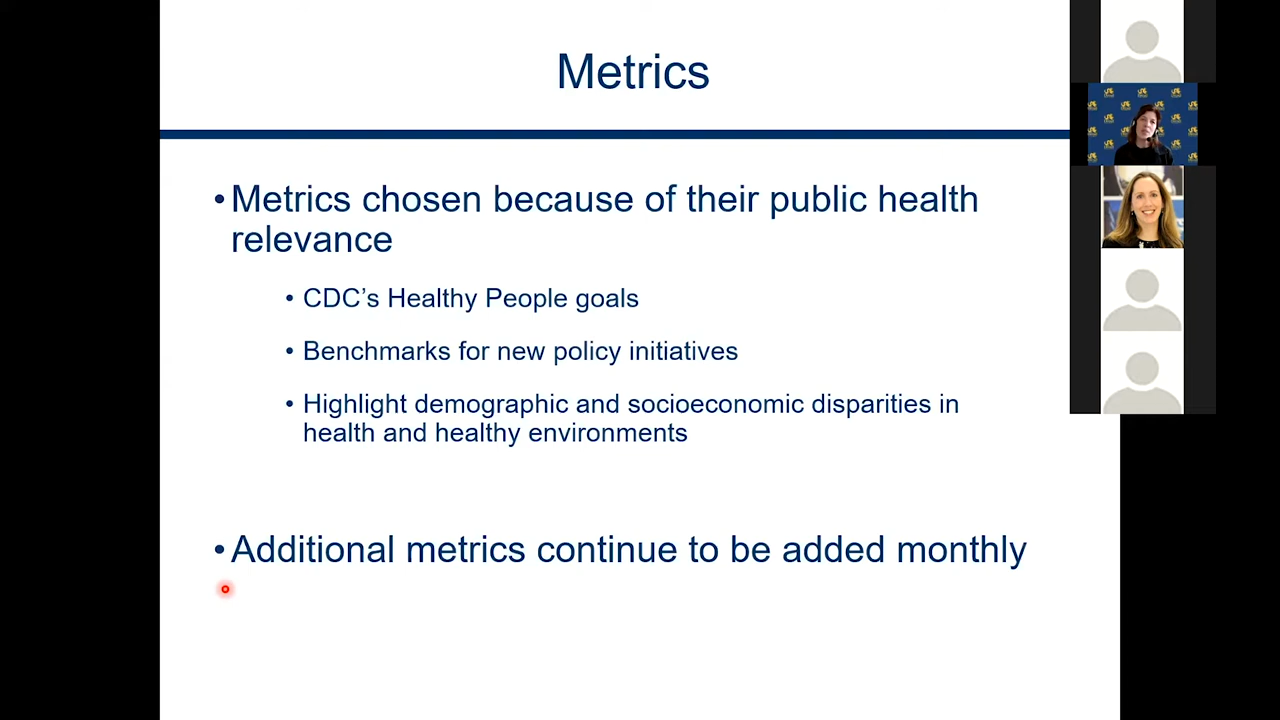 Metrics
•Metrics chosen because of their public health
relevance
• CDC’s Healthy People goals
• Benchmarks for new policy initiatives
• Highlight demographic and socioeconomic disparities in
health and healthy environments
•Additional metrics continue to be added monthly